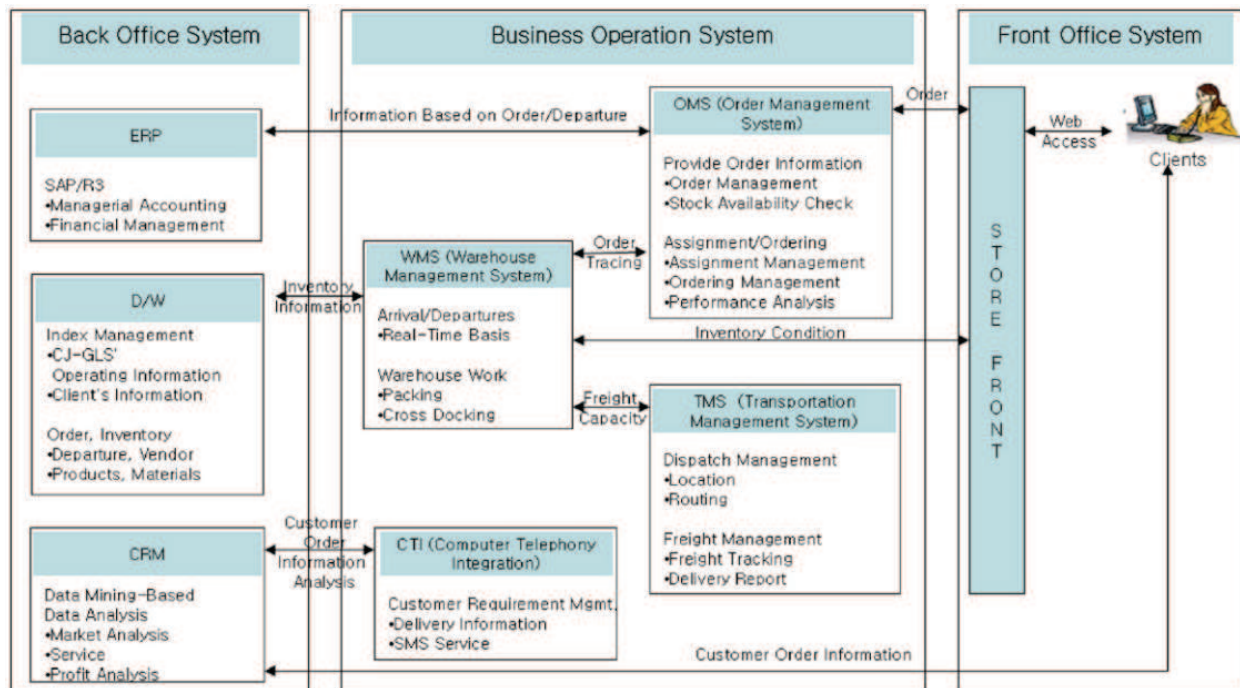 Back Office System
Business Operation System
Front Office System
ERP
SAP/R3
•Managerial Accounting
•Financial Management
D/W
Index Management
•CJ-GLS'
Operating Information
•Client's Information
Order, Inventory
•Departure, Vendor
•Products, Materials
CRM
Data Mining-Based
Data Analysis
•Market Analysis
•Service
•Profit Analysis
Information Based on Order/Departure
Inventory
Information
Customer
Order
Information
Analysis
WMS (Warehouse
Management System)
Arrival/Departures
•Real-Time Basis
Warehouse Work
•Packing
•Cross Docking
CTI (Computer Telephony
Integration)
Customer Requirement Mgmt.
•Delivery Information
•SMS Service
Order
Tracing
Inventory Condition
Freight
Capacity
OMS (Order Management
System)
Provide Order Information
•Order Management
•Stock Availability Check
Assignment/Ordering
•Assignment Management
•Ordering Management
•Performance Analysis
TMS (Transportation
Management System)
Dispatch Management
•Location
•Routing
Freight Management
•Freight Tracking
•Delivery Report
Customer Order Information
Order
STORE FRONT
Web
Access
Clients